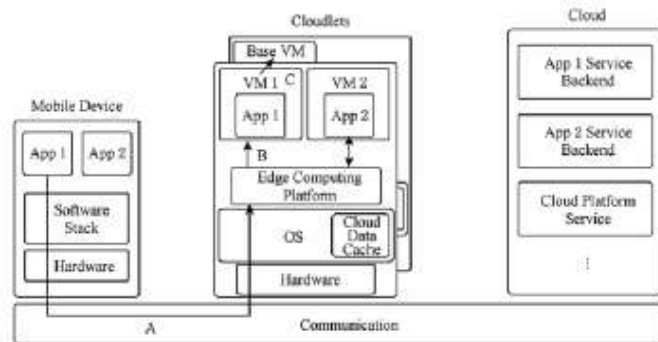 Cloudlets
Cloud
Base VM
VM 1
C
VM 2
App 1
App 2
App 1 Service
Backend
Mobile Device
App 1
App 2
B
App 2 Service
Backend
Edge Computing
Platform
Software
Stack
OS
Cloud
Data
Cache
Cloud Platform
Service
Hardware
Hardware
⋮
A
Communication